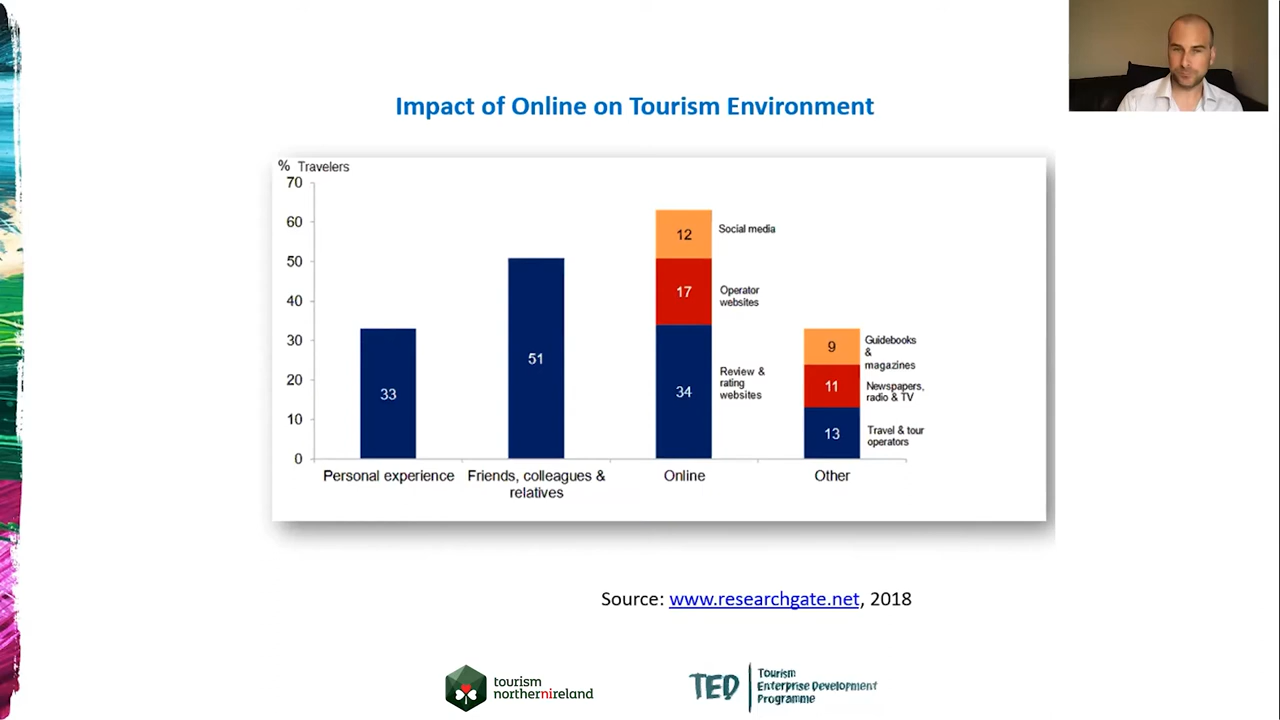 Impact of Online on Tourism Environment
% Travelers
70
60
50
40
30
20
10
0
33
51
12
17
34
9
11
13
Social media
Operator
websites
Review &
rating
websites
Guidebooks
&
magazines
Newspapers,
radio & TV
Travel & tour
operators
Personal experience
Friends, colleagues &
relatives
Online
Other
Source: www.researchgate.net, 2018
tourism
northernireland
TED
Tourism
Enterprise Development
Programme